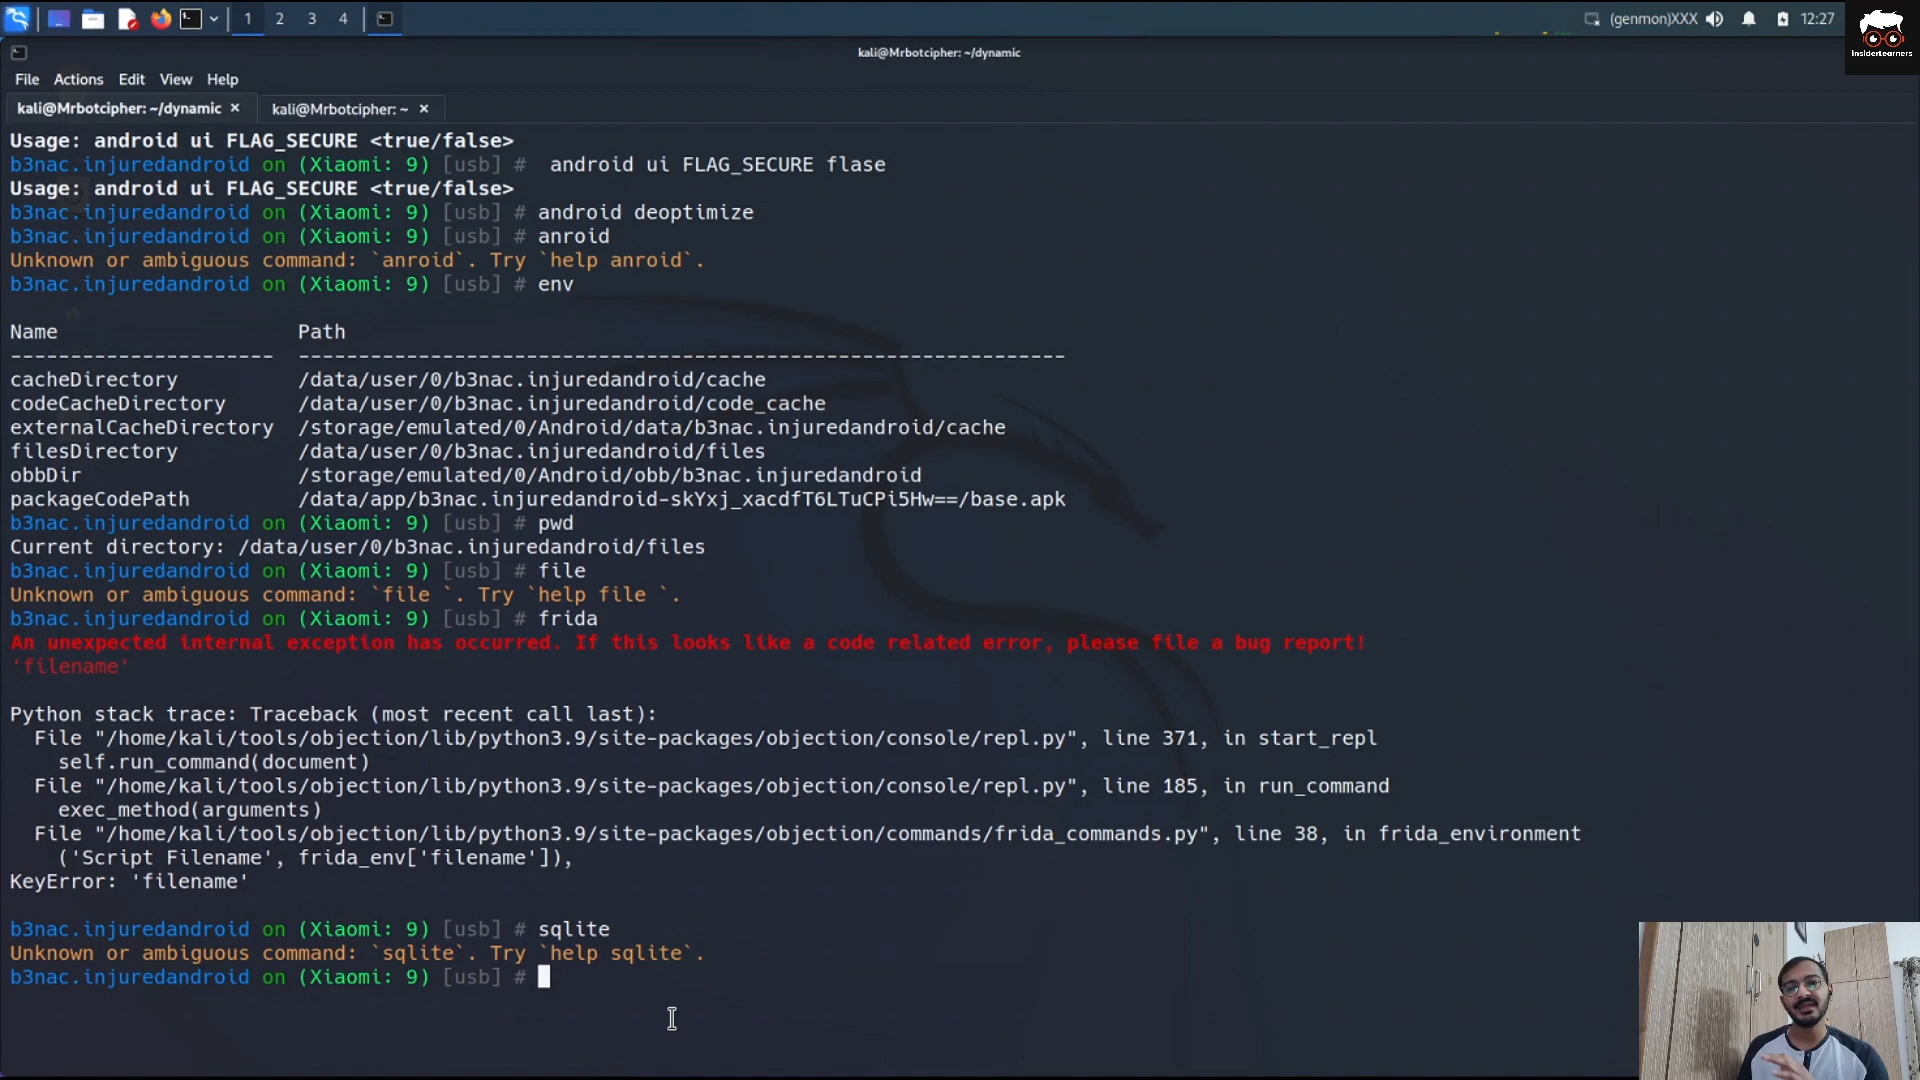 1 2 3 4
(genmon)XXX 12:27
InsiderLearners
kali@Mrbotcipher: ~/dynamic
File Actions Edit View Help
kali@Mrbotcipher: ~/dynamic × kali@Mrbotcipher: ~ ×
Usage: android ui FLAG_SECURE <true/false>
b3nac.injuredandroid on (Xiaomi: 9) [usb] #  android ui FLAG_SECURE flase
Usage: android ui FLAG_SECURE <true/false>
b3nac.injuredandroid on (Xiaomi: 9) [usb] # android deoptimize
b3nac.injuredandroid on (Xiaomi: 9) [usb] # anroid
Unknown or ambiguous command: `anroid`. Try `help anroid`.
b3nac.injuredandroid on (Xiaomi: 9) [usb] # env
Name                    Path
----------------------  ----------------------------------------------------------------
cacheDirectory          /data/user/0/b3nac.injuredandroid/cache
codeCacheDirectory      /data/user/0/b3nac.injuredandroid/code_cache
externalCacheDirectory  /storage/emulated/0/Android/data/b3nac.injuredandroid/cache
filesDirectory          /data/user/0/b3nac.injuredandroid/files
obbDir                  /storage/emulated/0/Android/obb/b3nac.injuredandroid
packageCodePath         /data/app/b3nac.injuredandroid-skYxj_xacdfT6LTuCPi5Hw==/base.apk
b3nac.injuredandroid on (Xiaomi: 9) [usb] # pwd
Current directory: /data/user/0/b3nac.injuredandroid/files
b3nac.injuredandroid on (Xiaomi: 9) [usb] # file
Unknown or ambiguous command: `file `. Try `help file `.
b3nac.injuredandroid on (Xiaomi: 9) [usb] # frida
An unexpected internal exception has occurred. If this looks like a code related error, please file a bug report!
'filename'
Python stack trace: Traceback (most recent call last):
  File "/home/kali/tools/objection/lib/python3.9/site-packages/objection/console/repl.py", line 371, in start_repl
    self.run_command(document)
  File "/home/kali/tools/objection/lib/python3.9/site-packages/objection/console/repl.py", line 185, in run_command
    exec_method(arguments)
  File "/home/kali/tools/objection/lib/python3.9/site-packages/objection/commands/frida_commands.py", line 38, in frida_environment
    ('Script Filename', frida_env['filename']),
KeyError: 'filename'
b3nac.injuredandroid on (Xiaomi: 9) [usb] # sqlite
Unknown or ambiguous command: `sqlite`. Try `help sqlite`.
b3nac.injuredandroid on (Xiaomi: 9) [usb] #